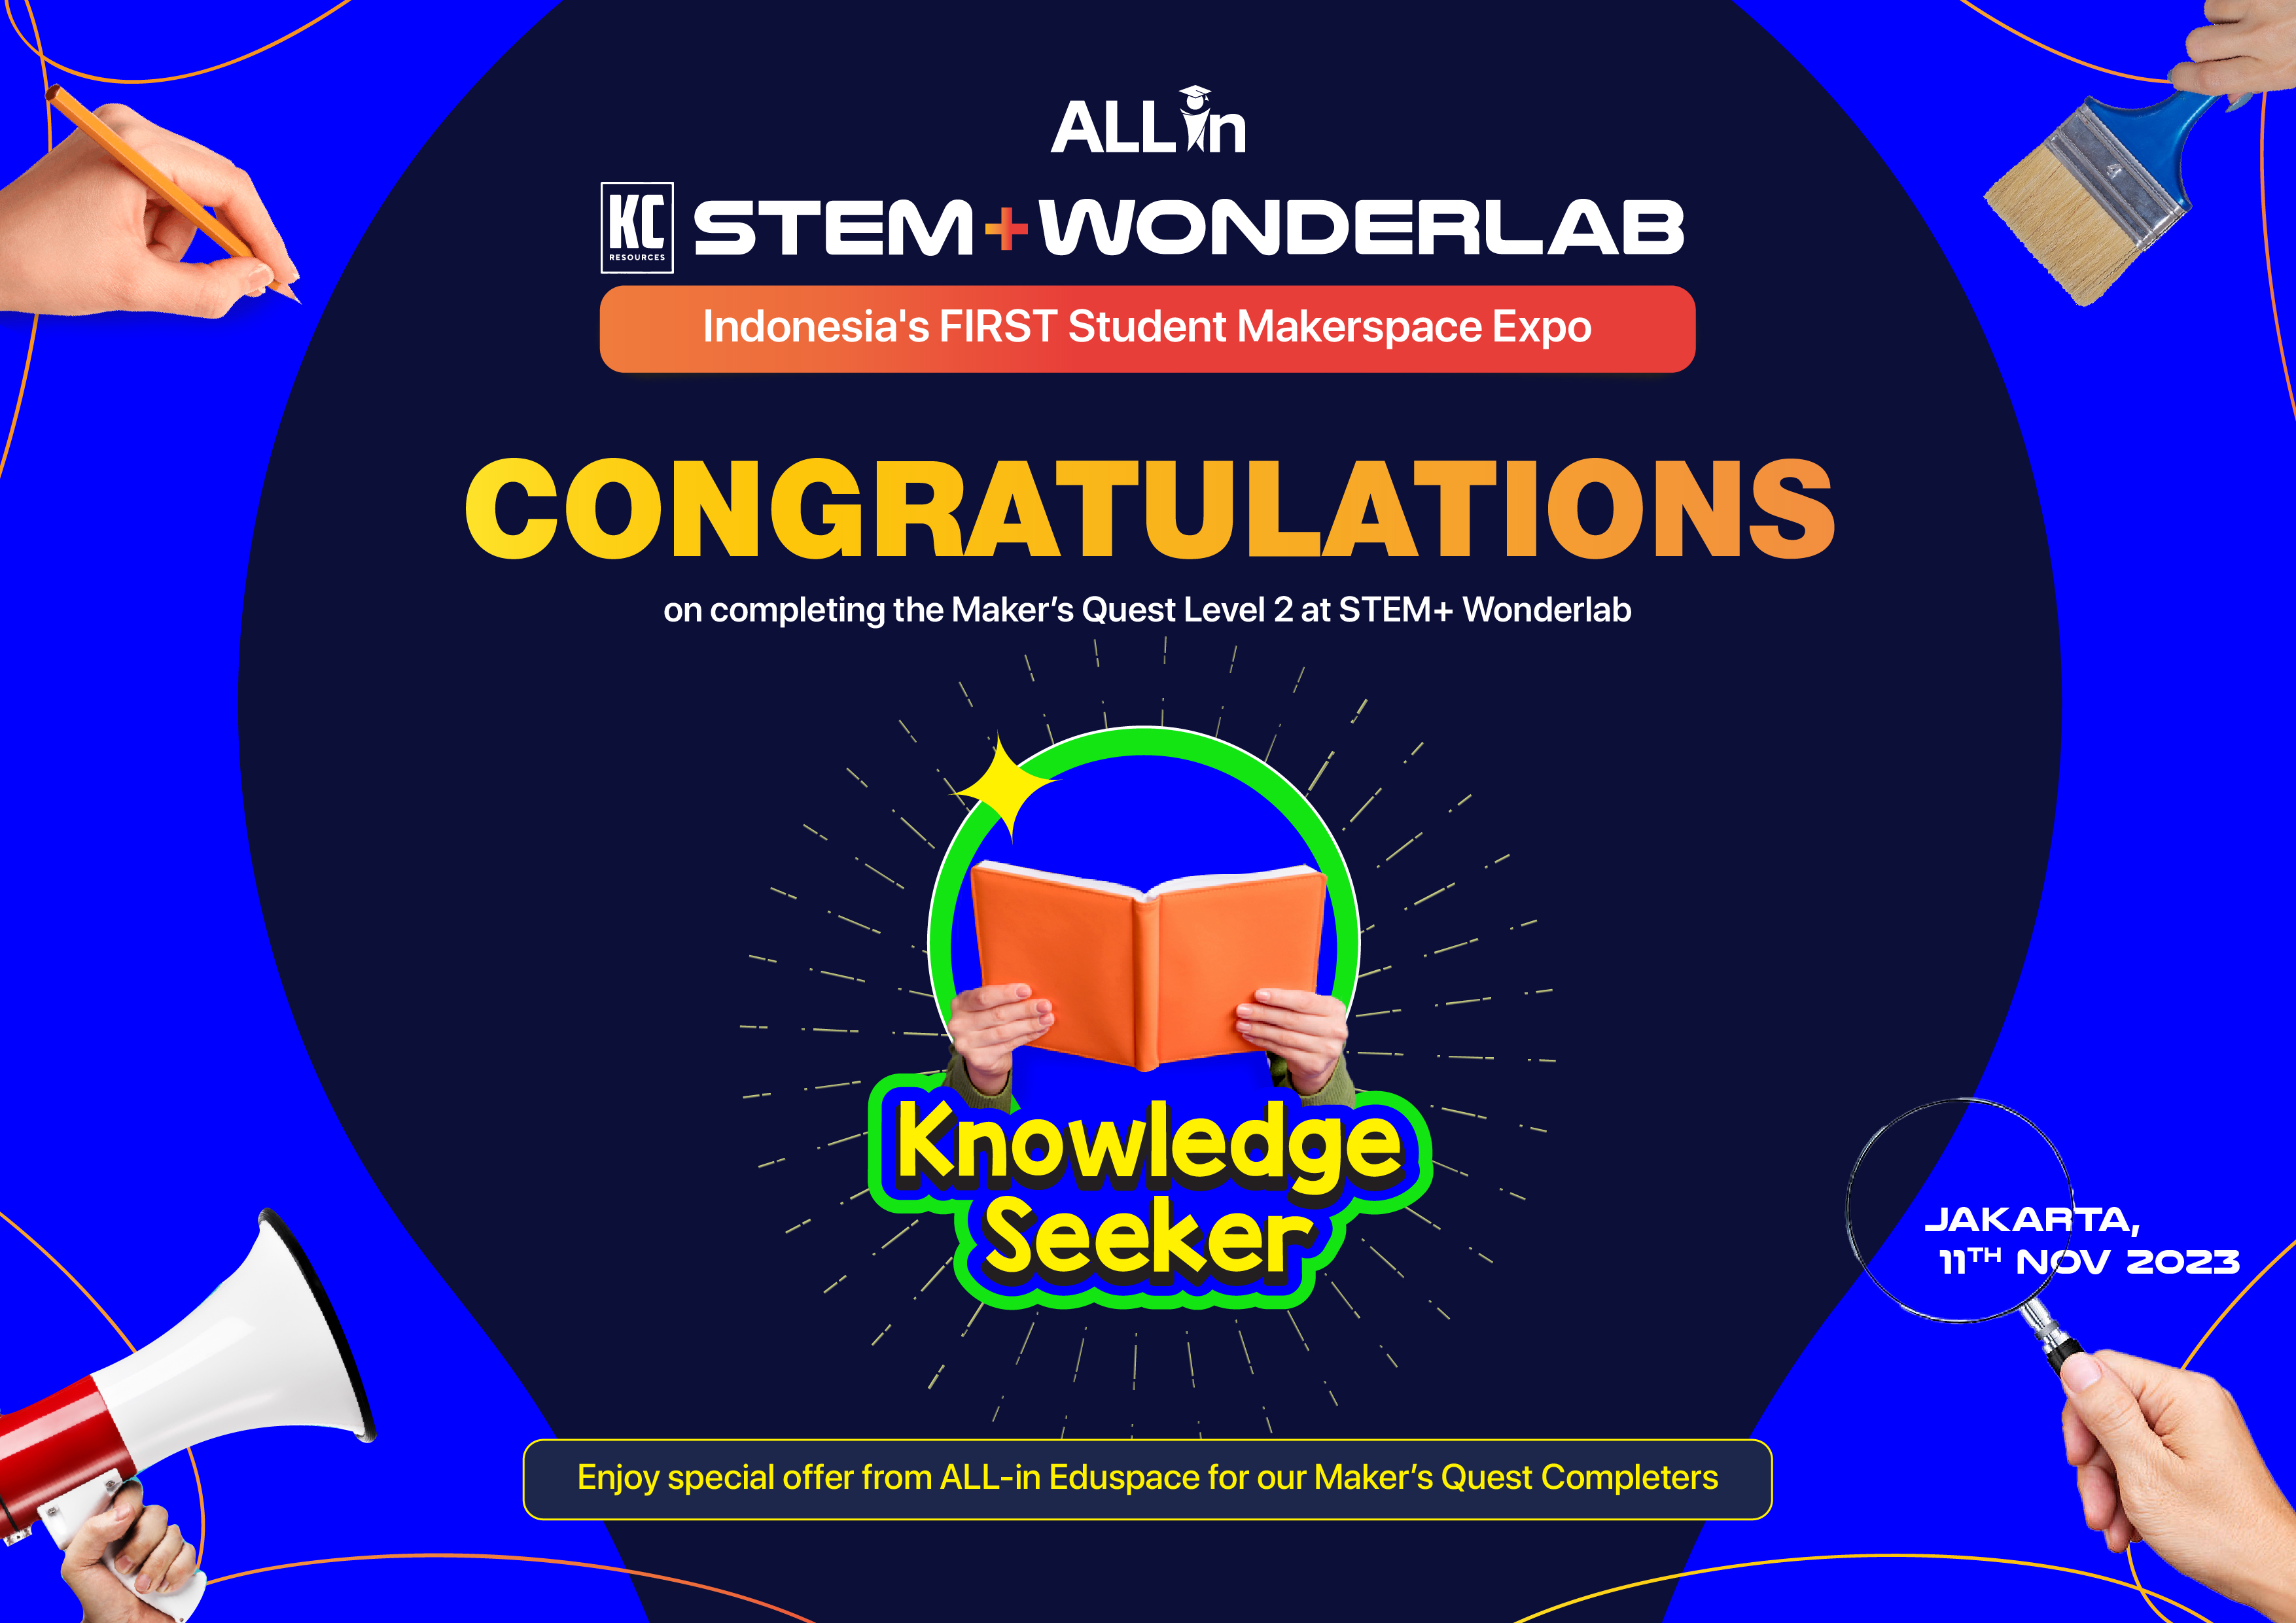 ALL in
KC
RESOURCES
STEM+WONDERLAB
Indonesia's FIRST Student Makerspace Expo
CONGRATULATIONS
on completing the Maker’s Quest Level 2 at STEM+ Wonderlab
4
Knowledge
Seeker
JAKARTA,
11TH NOV 2023
Enjoy special offer from ALL-in Eduspace for our Maker’s Quest Completers